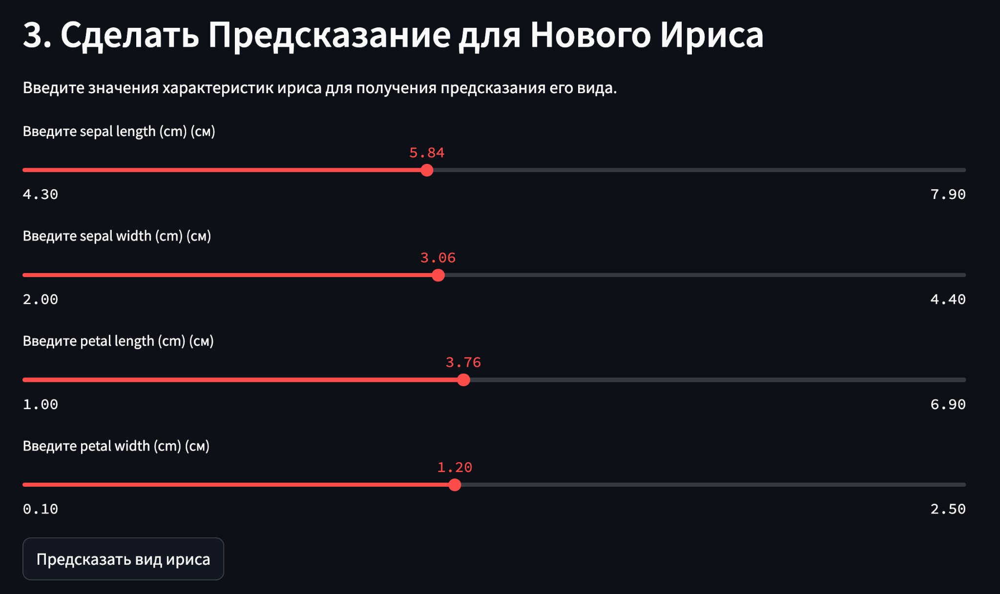 3. Сделать Предсказание для Нового Ириса
Введите значения характеристик ириса для получения предсказания его вида.
Введите sepal length (cm) (см)
5.84
4.30 7.90
Введите sepal width (cm) (см)
3.06
2.00 4.40
Введите petal length (cm) (см)
3.76
1.00 6.90
Введите petal width (cm) (см)
1.20
0.10 2.50
Предсказать вид ириса